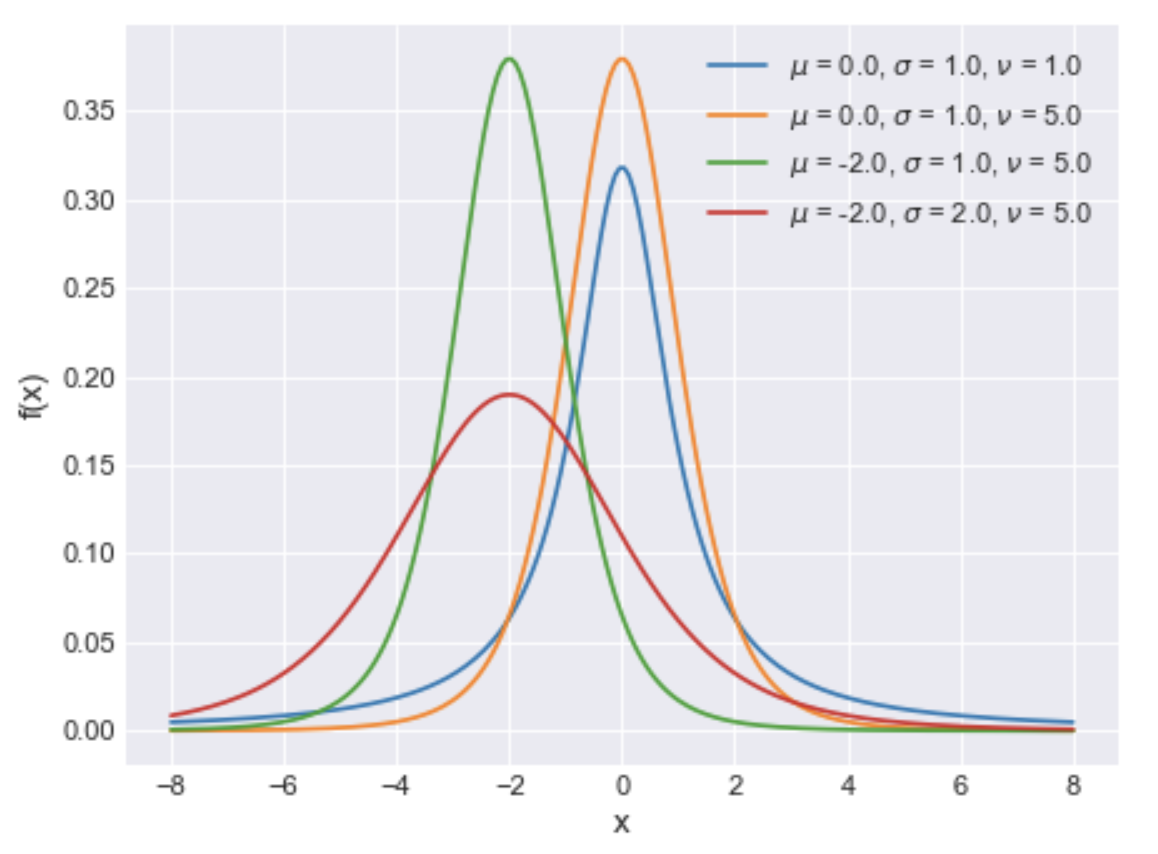 μ = 0.0, σ = 1.0, ν = 1.0
μ = 0.0, σ = 1.0, ν = 5.0
μ = -2.0, σ = 1.0, ν = 5.0
μ = -2.0, σ = 2.0, ν = 5.0
0.35
0.30
0.25
0.20
0.15
0.10
0.05
0.00
f(x)
−8 −6 −4 −2 0 2 4 6 8
x